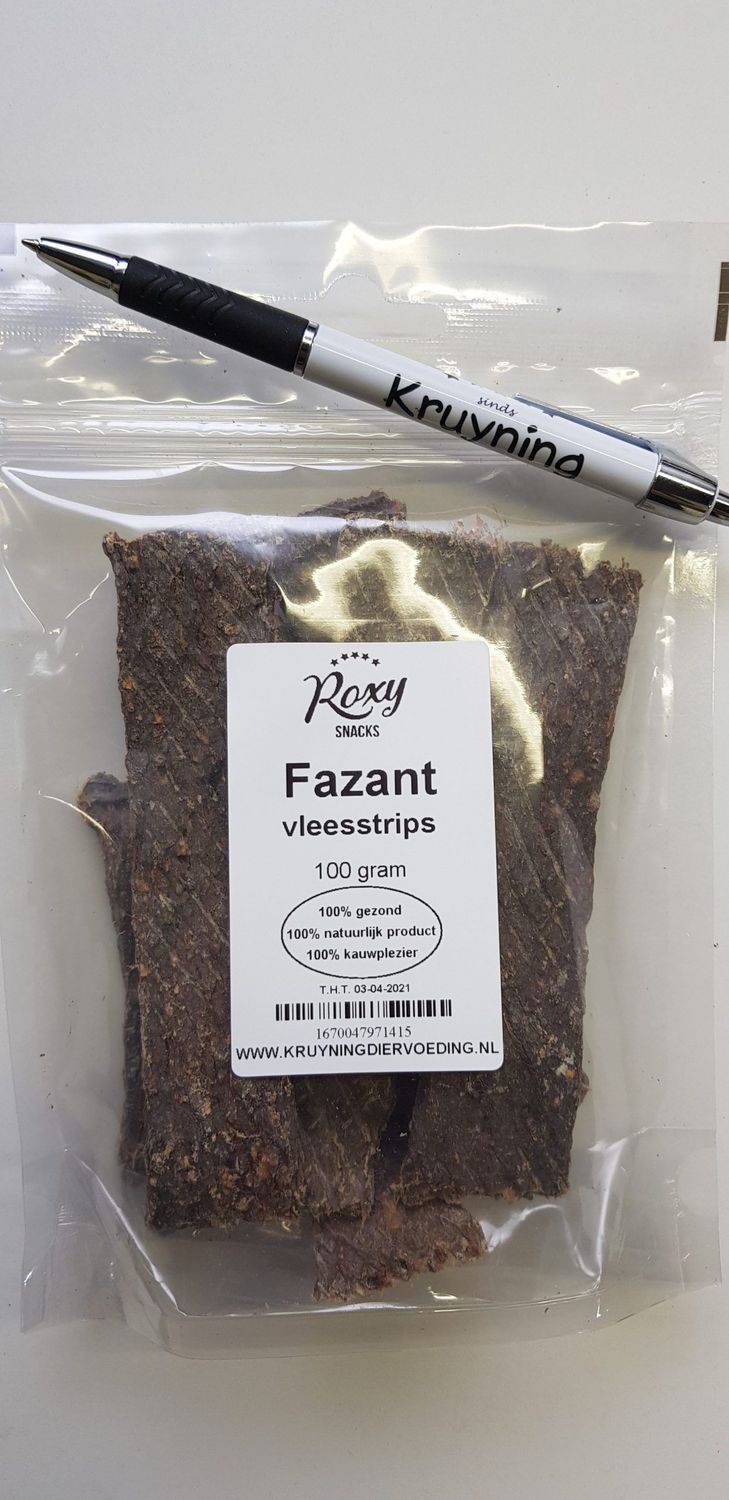 sinds
Kruyning
Roxy
SNACKS
Fazant
vleesstrips
100 gram
100% gezond
100% natuurlijk product
100% kauwplezier
T.H.T. 03-04-2021
1670047971415
WWW.KRUYNINGDIERVOEDING.NL